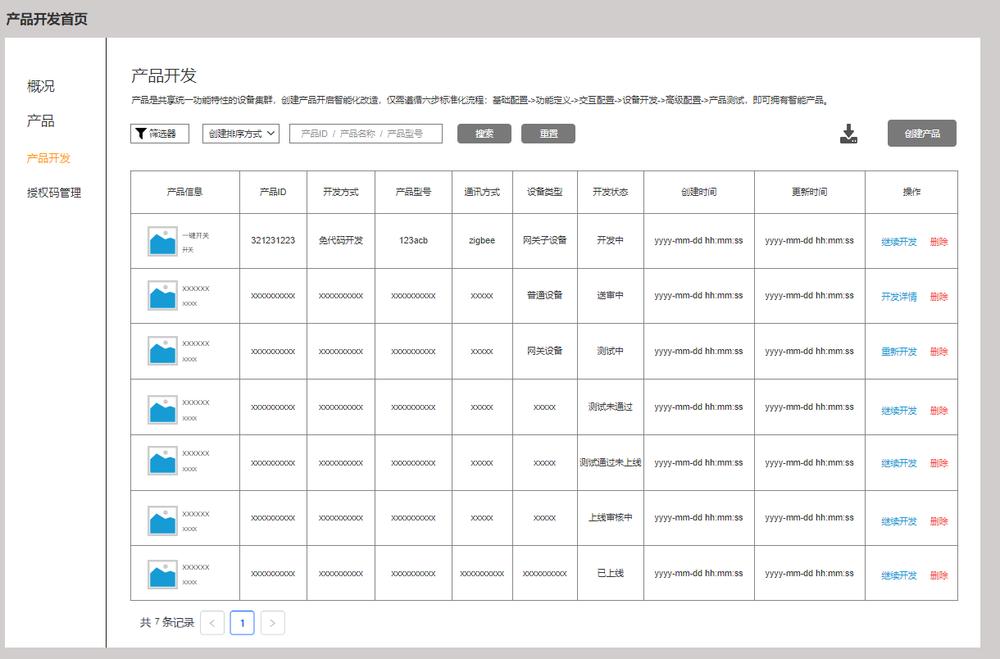 产品开发首页
概况
产品
产品开发
授权码管理
产品开发
产品是共享统一功能特性的设备集群，创建产品开启智能化改造，仅需遵循六步标准化流程：基础配置->功能定义->交互配置->设备开发->高级配置->产品测试，即可拥有智能产品。
筛选器 创建排序方式 产品ID / 产品名称 / 产品型号 搜索 重置 创建产品
产品信息 产品ID 开发方式 产品型号 通讯方式 设备类型 开发状态 创建时间 更新时间 操作
一键开关
开关
321231223 免代码开发 123acb zigbee 网关子设备 开发中 yyyy-mm-dd hh:mm:ss yyyy-mm-dd hh:mm:ss 继续开发 删除
XXXXXX
xxxx
xxxxxxxxxx xxxxxxxxxx xxxxxxxxxx xxxxx 普通设备 送审中 yyyy-mm-dd hh:mm:ss yyyy-mm-dd hh:mm:ss 开发详情 删除
XXXXXX
xxxx
xxxxxxxxxx xxxxxxxxxx xxxxxxxxxx xxxxx 网关设备 测试中 yyyy-mm-dd hh:mm:ss yyyy-mm-dd hh:mm:ss 重新开发 删除
XXXXXX
xxxx
xxxxxxxxxx xxxxxxxxxx xxxxxxxxxx xxxxx xxxxx 测试未通过 yyyy-mm-dd hh:mm:ss yyyy-mm-dd hh:mm:ss 继续开发 删除
XXXXXX
xxxx
xxxxxxxxxx xxxxxxxxxx xxxxxxxxxx xxxxx xxxxx 测试通过未上线 yyyy-mm-dd hh:mm:ss yyyy-mm-dd hh:mm:ss 继续开发 删除
XXXXXX
xxxx
xxxxxxxxxx xxxxxxxxxx xxxxxxxxxx xxxxx xxxxx 上线审核中 yyyy-mm-dd hh:mm:ss yyyy-mm-dd hh:mm:ss 继续开发 删除
XXXXXX
xxxx
xxxxxxxxxx xxxxxxxxxx xxxxxxxxxx xxxxxxxxxx xxxxxxxxxx 已上线 yyyy-mm-dd hh:mm:ss yyyy-mm-dd hh:mm:ss 继续开发 删除
共 7 条记录 < 1 >